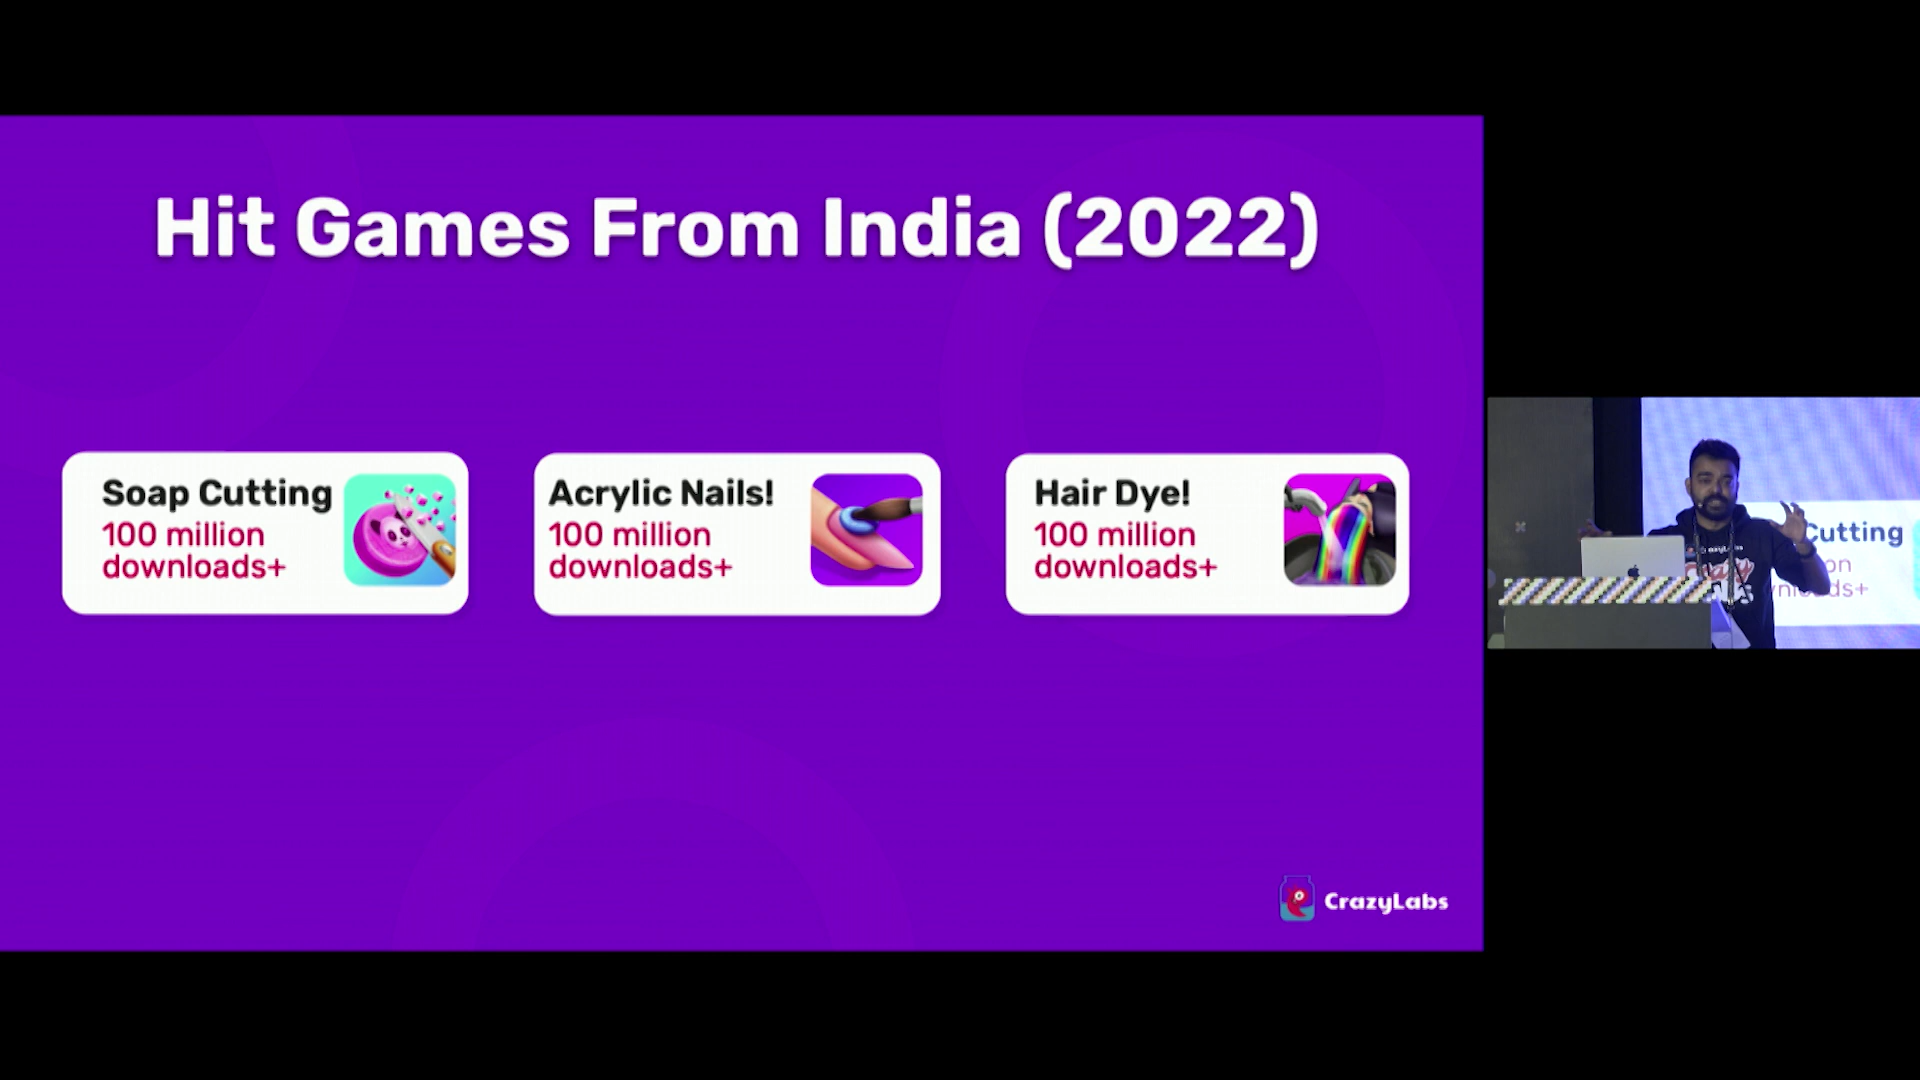 Hit Games From India (2022)
Soap Cutting
100 million
downloads+
Acrylic Nails!
100 million
downloads+
Hair Dye!
100 million
downloads+
CrazyLabs
Cutting